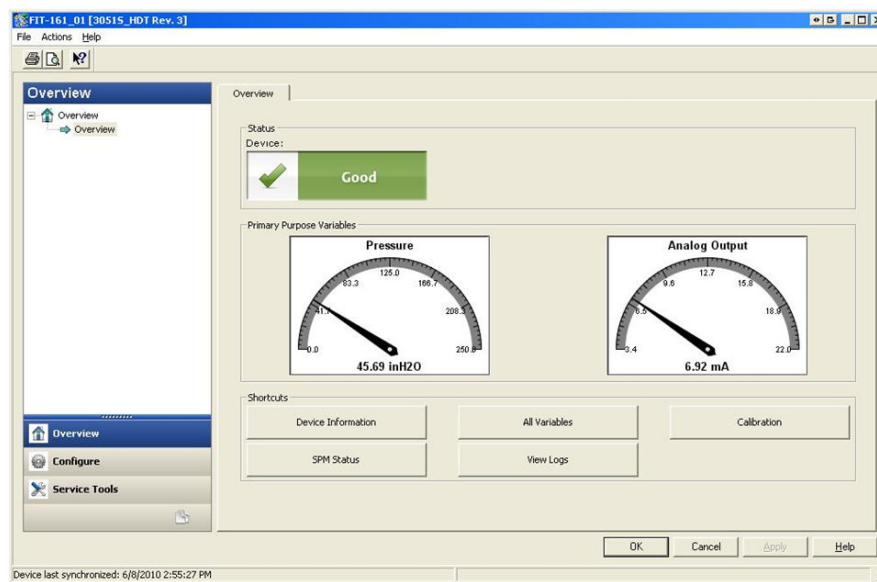 FIT-161_01 [3051S_HDT Rev. 3]
File Actions Help
Overview
Overview
Overview
Overview
Configure
Service Tools
Overview
Status
Device:
Good
Primary Purpose Variables
Pressure
0.0
83.3
125.0
166.7
208.3
45.69 inH2O
Analog Output
3.4
6.5
9.6
12.7
15.8
18.9
22.0
6.92 mA
Shortcuts
Device Information
All Variables
Calibration
SPM Status
View Logs
OK Cancel Apply Help
Device last synchronized: 6/8/2010 2:55:27 PM